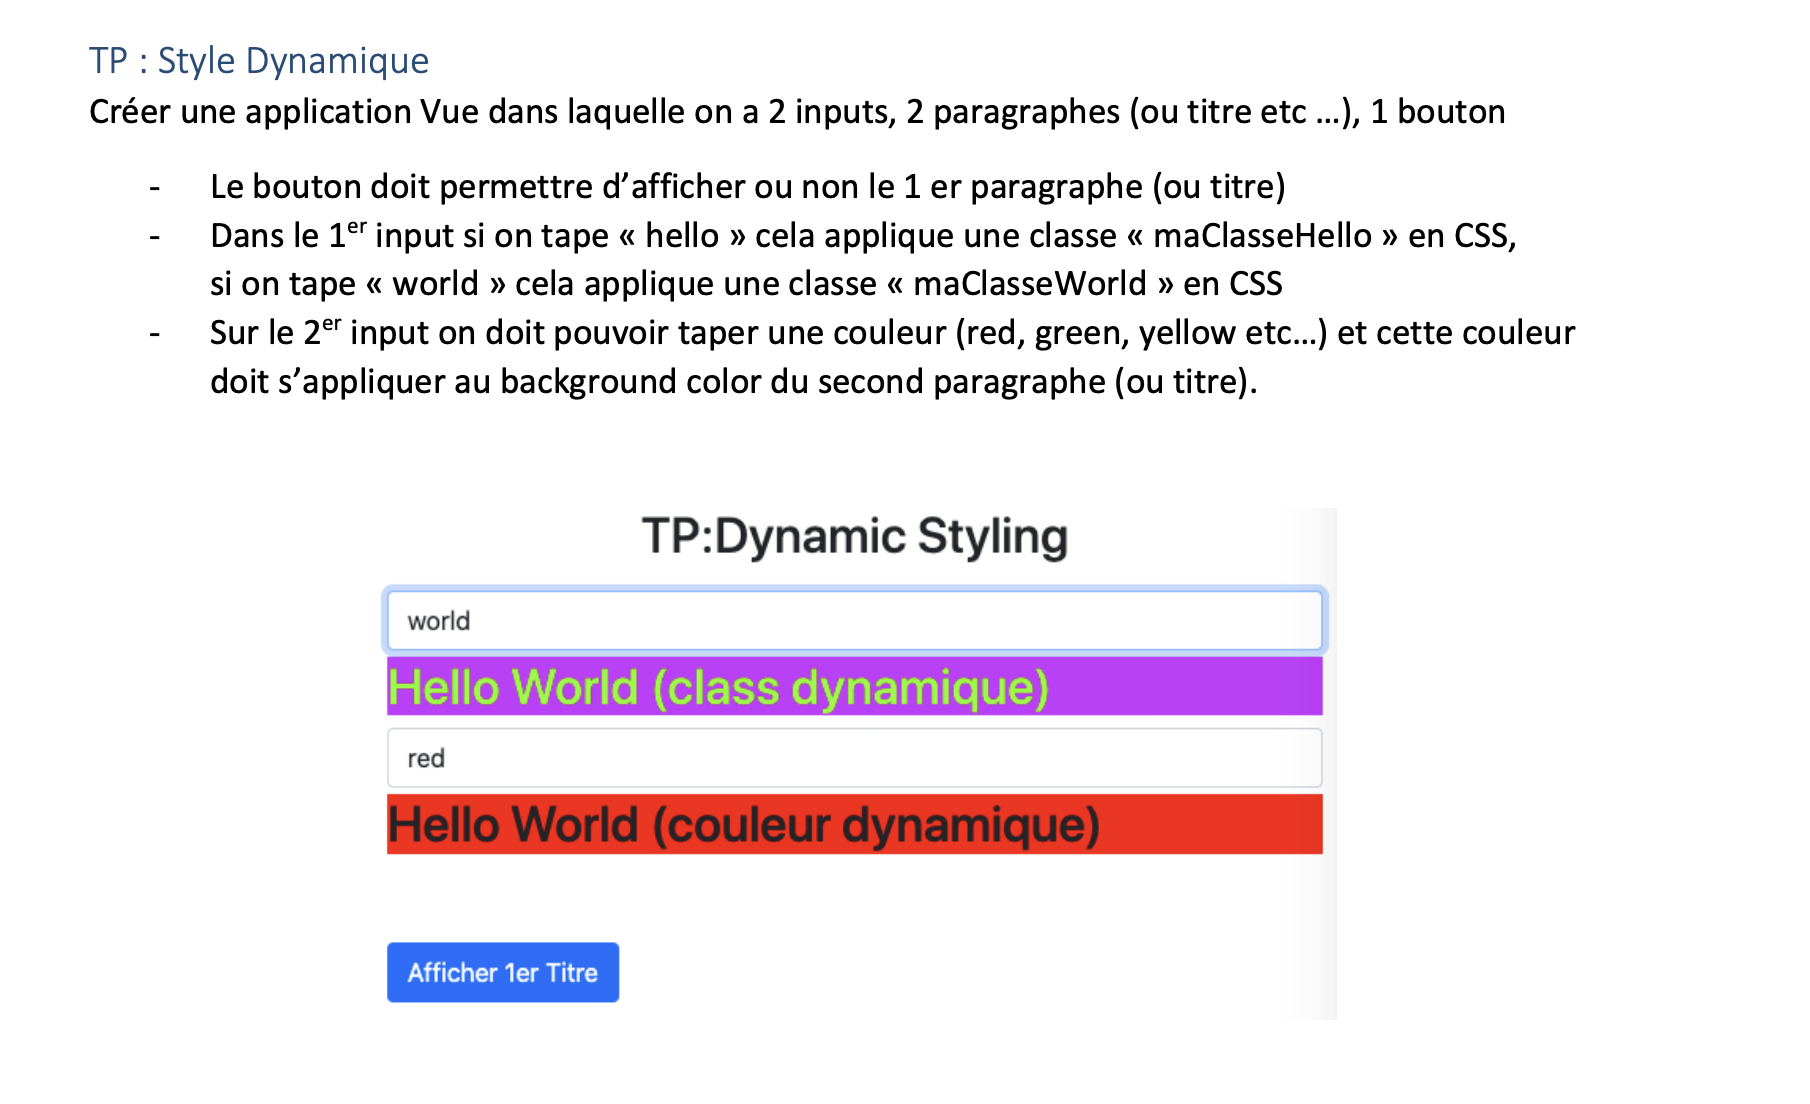 TP : Style Dynamique
Créer une application Vue dans laquelle on a 2 inputs, 2 paragraphes (ou titre etc …), 1 bouton
- Le bouton doit permettre d’afficher ou non le 1 er paragraphe (ou titre)
- Dans le 1er input si on tape « hello » cela applique une classe « maClasseHello » en CSS,
si on tape « world » cela applique une classe « maClasseWorld » en CSS
- Sur le 2er input on doit pouvoir taper une couleur (red, green, yellow etc…) et cette couleur
doit s’appliquer au background color du second paragraphe (ou titre).
TP:Dynamic Styling
world
Hello World (class dynamique)
red
Hello World (couleur dynamique)
Afficher 1er Titre